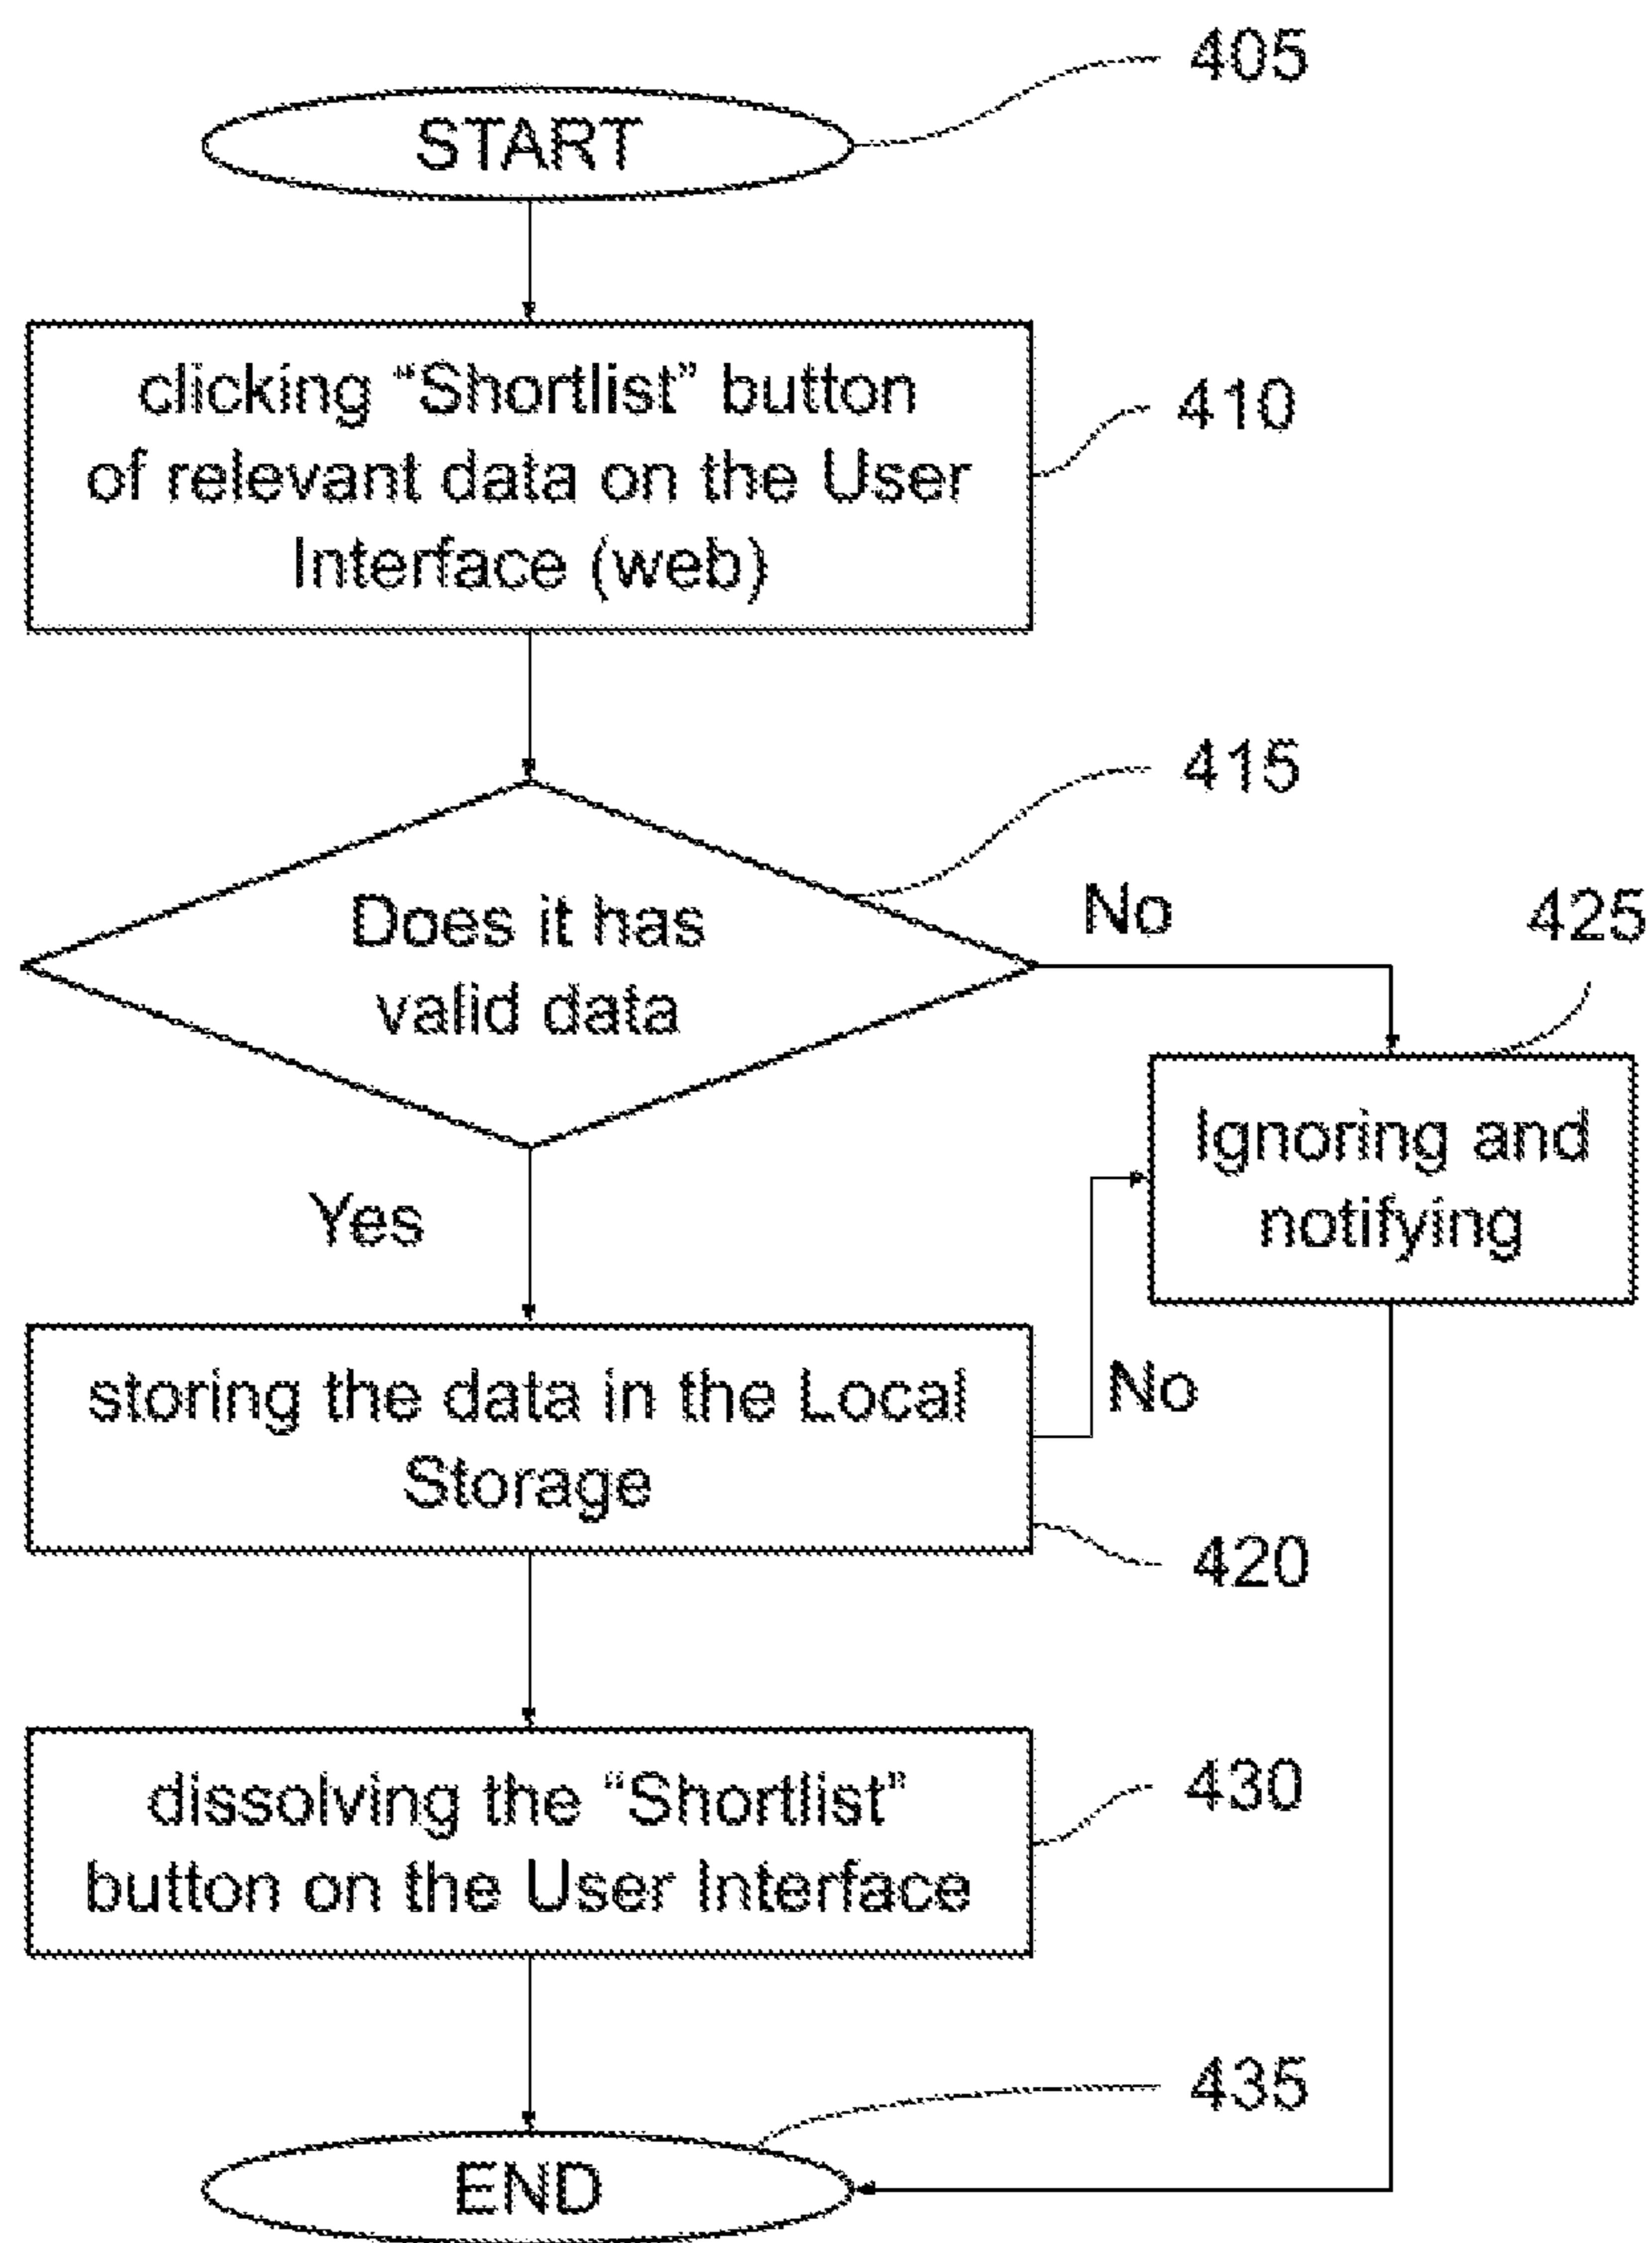 405
START
clicking “Shortlist” button
of relevant data on the User
Interface (web)
410
415
Does it has
valid data
No
425
Ignoring and
notifying
Yes
storing the data in the Local
Storage
No
420
dissolving the “Shortlist”
button on the User Interface
430
435
END